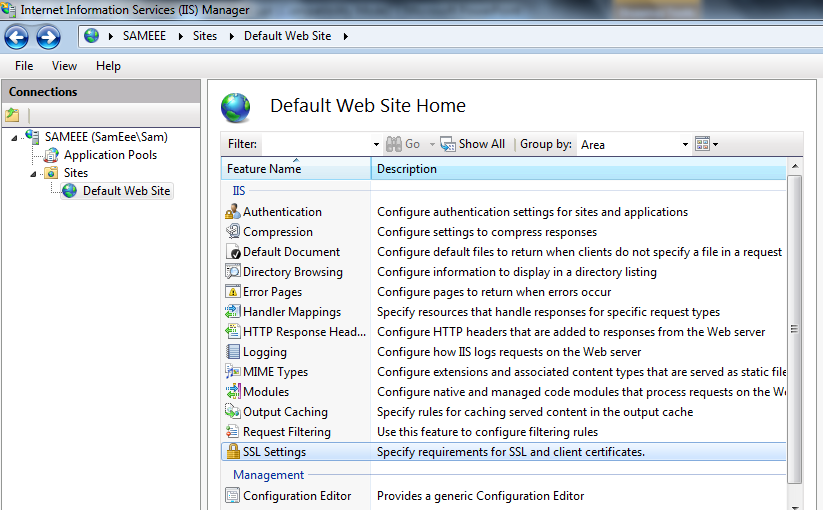 Internet Information Services (IIS) Manager
SAMEEE Sites Default Web Site
File View Help
Connections
SAMEEE (SamEee\Sam)
Application Pools
Sites
Default Web Site
Default Web Site Home
Filter: Go Show All Group by: Area
Feature Name Description
IIS
Authentication Configure authentication settings for sites and applications
Compression Configure settings to compress responses
Default Document Configure default files to return when clients do not specify a file in a request
Directory Browsing Configure information to display in a directory listing
Error Pages Configure pages to return when errors occur
Handler Mappings Specify resources that handle responses for specific request types
HTTP Response Head... Configure HTTP headers that are added to responses from the Web server
Logging Configure how IIS logs requests on the Web server
MIME Types Configure extensions and associated content types that are served as static file
Modules Configure native and managed code modules that process requests on the W
Output Caching Specify rules for caching served content in the output cache
Request Filtering Use this feature to configure filtering rules
SSL Settings Specify requirements for SSL and client certificates.
Management
Configuration Editor Provides a generic Configuration Editor